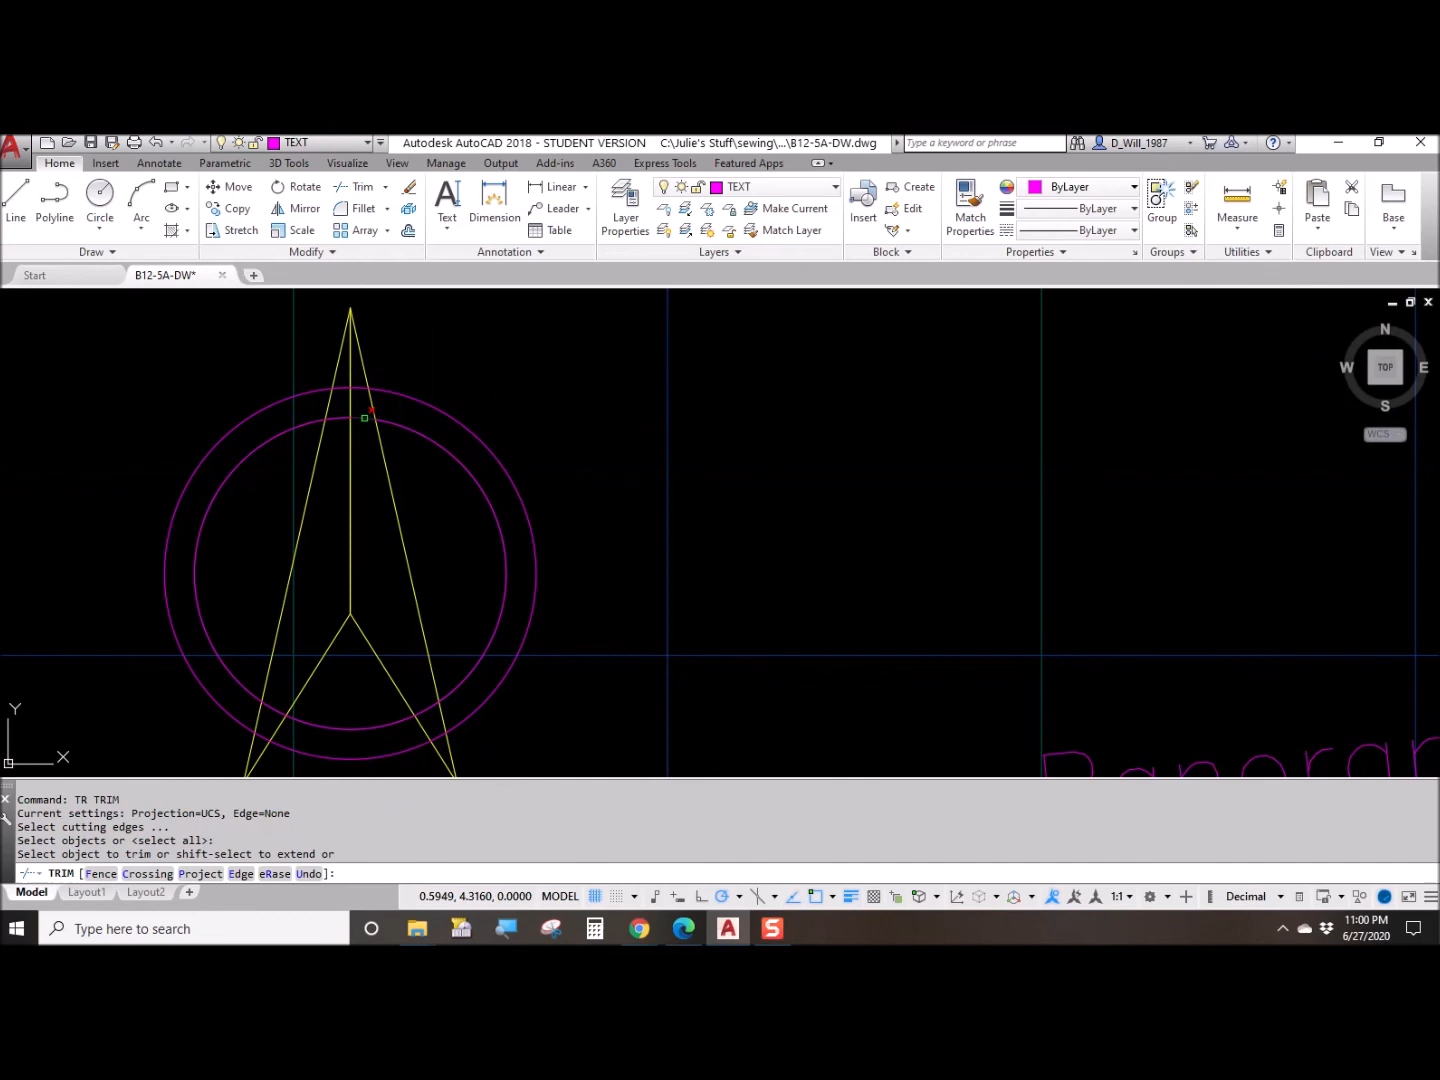 TEXT
Autodesk AutoCAD 2018 - STUDENT VERSION C:\Julie's Stuff\sewing\...\B12-5A-DW.dwg
Type a keyword or phrase
D_Will_1987
Home Insert Annotate Parametric 3D Tools Visualize View Manage Output Add-ins A360 Express Tools Featured Apps
Line Polyline Circle Arc
Move Rotate Trim
Copy Mirror Fillet
Stretch Scale Array
Text Dimension
Linear
Leader
Table
Layer Properties
TEXT
Make Current
Match Layer
Insert
Create
Edit
Match Properties
ByLayer
ByLayer
ByLayer
Group Measure Paste Base
Draw Modify Annotation Layers Block Properties Groups Utilities Clipboard View
Start B12-5A-DW*
N
W TOP E
S
WCS
Y
X
Command: TR TRIM
Current settings: Projection=UCS, Edge=None
Select cutting edges ...
Select objects or <select all>:
Select object to trim or shift-select to extend or
TRIM [Fence Crossing Project Edge eRase Undo]:
Model Layout1 Layout2
0.5949, 4.3160, 0.0000 MODEL 1:1 Decimal
Type here to search
11:00 PM
6/27/2020